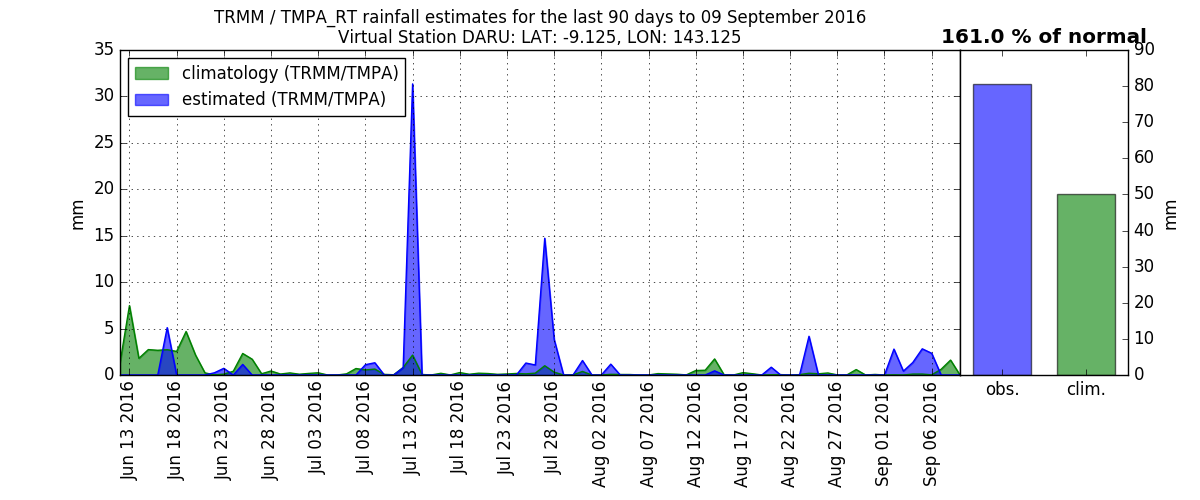 TRMM / TMPA_RT rainfall estimates for the last 90 days to 09 September 2016
Virtual Station DARU: LAT: -9.125, LON: 143.125
161.0 % of normal
climatology (TRMM/TMPA)
estimated (TRMM/TMPA)
35
30
25
20
15
10
5
0
mm
Jun 13 2016
Jun 18 2016
Jun 23 2016
Jun 28 2016
Jul 03 2016
Jul 08 2016
Jul 13 2016
Jul 18 2016
Jul 23 2016
Jul 28 2016
Aug 02 2016
Aug 07 2016
Aug 12 2016
Aug 17 2016
Aug 22 2016
Aug 27 2016
Sep 01 2016
Sep 06 2016
obs.
clim.
90
80
70
60
50
40
30
20
10
0
mm